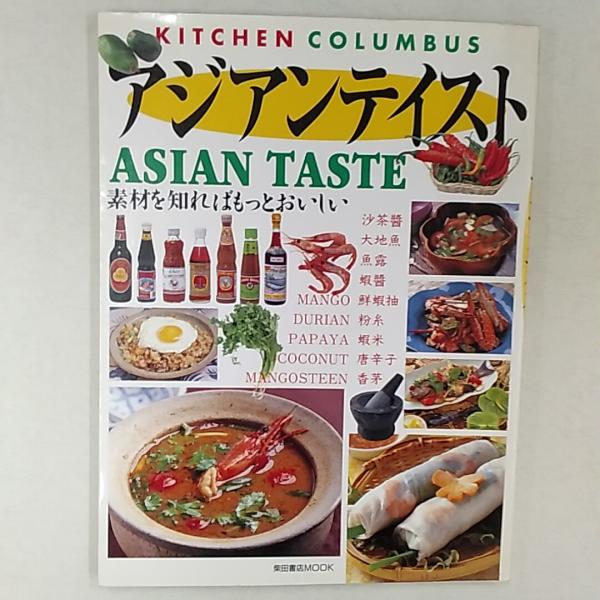 KITCHEN COLUMBUS
アジアンテイスト
ASIAN TASTE
素材を知ればもっとおいしい
沙茶醬
大地魚
魚露
蝦醬
MANGO 鮮蝦抽
DURIAN 粉糸
PAPAYA 蝦米
COCONUT 唐辛子
MANGOSTEEN 香茅
柴田書店MOOK